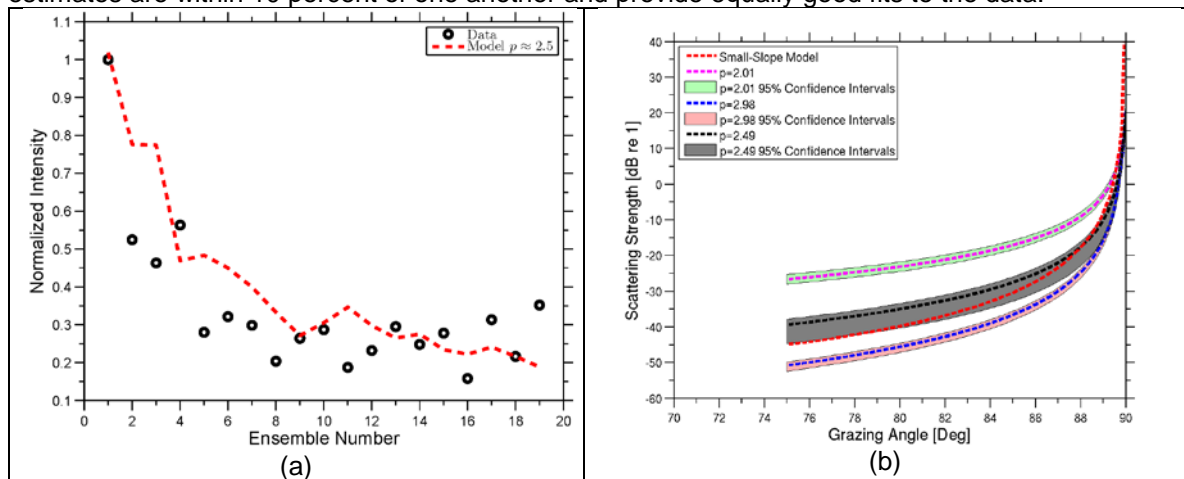 estimates are within 10 percent of one another and provide equally good fits to the data.
1.1
1
0.9
0.8
0.7
0.6
0.5
0.4
0.3
0.2
0.1
Normalized Intensity
Data
Model p ≈ 2.5
0 2 4 6 8 10 12 14 16 18 20
Ensemble Number
(a)
40
30
20
10
0
-10
-20
-30
-40
-50
-60
Scattering Strength [dB re 1]
Small-Slope Model
p=2.01
p=2.01 95% Confidence Intervals
p=2.98
p=2.98 95% Confidence Intervals
p=2.49
p=2.49 95% Confidence Intervals
70 72 74 76 78 80 82 84 86 88 90
Grazing Angle [Deg]
(b)